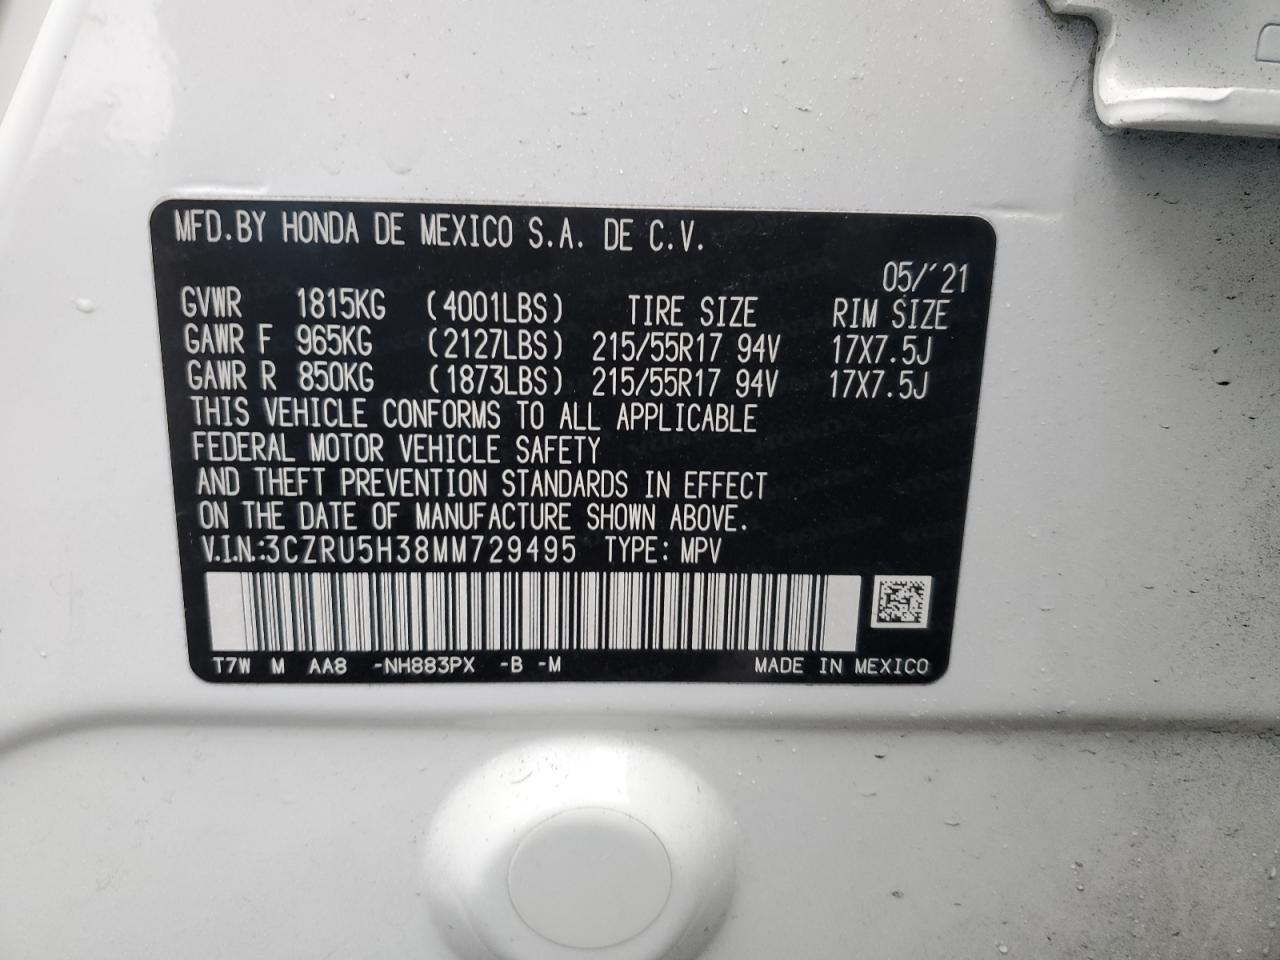 MFD.BY HONDA DE MEXICO S.A. DE C.V.
05/'21
GVWR 1815KG (4001LBS) TIRE SIZE RIM SIZE
GAWR F 965KG (2127LBS) 215/55R17 94V 17X7.5J
GAWR R 850KG (1873LBS) 215/55R17 94V 17X7.5J
THIS VEHICLE CONFORMS TO ALL APPLICABLE
FEDERAL MOTOR VEHICLE SAFETY
AND THEFT PREVENTION STANDARDS IN EFFECT
ON THE DATE OF MANUFACTURE SHOWN ABOVE.
V.I.N.:3CZRU5H38MM729495 TYPE: MPV
T7W M AA8 -NH883PX -B -M MADE IN MEXICO